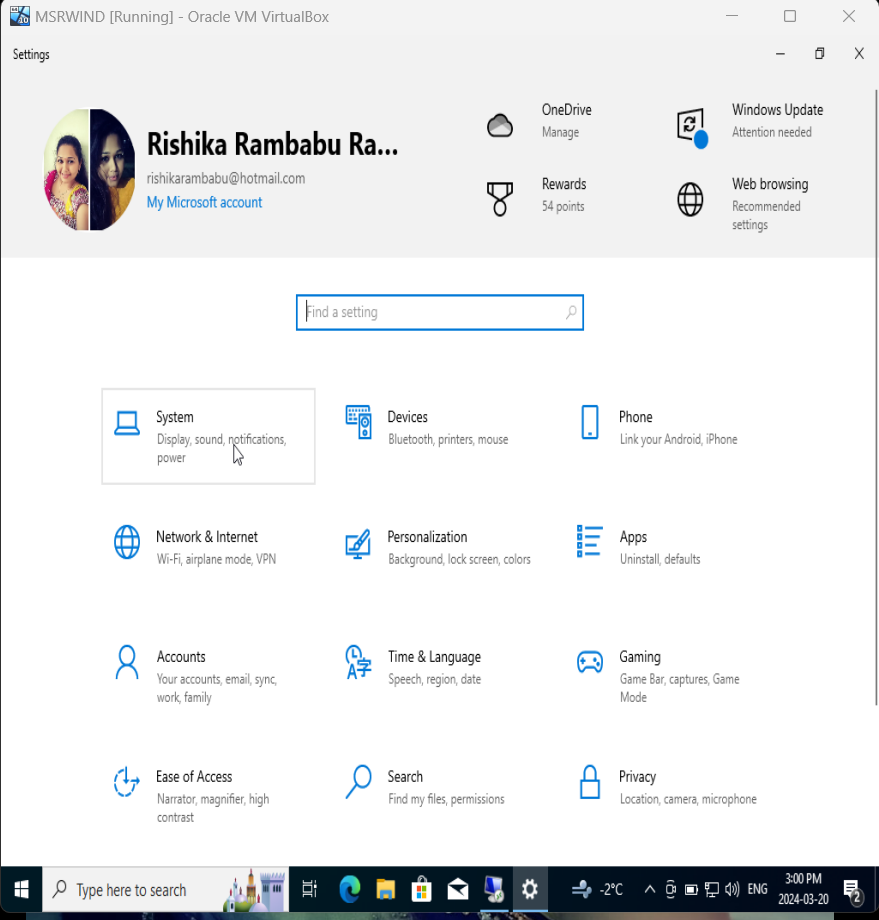 MSRWIND [Running] - Oracle VM VirtualBox
Settings
Rishika Rambabu Ra...
rishikarambabu@hotmail.com
My Microsoft account
OneDrive
Manage
Windows Update
Attention needed
Rewards
54 points
Web browsing
Recommended
settings
Find a setting
System
Display, sound, notifications,
power
Devices
Bluetooth, printers, mouse
Phone
Link your Android, iPhone
Network & Internet
Wi-Fi, airplane mode, VPN
Personalization
Background, lock screen, colors
Apps
Uninstall, defaults
Accounts
Your accounts, email, sync,
work, family
Time & Language
Speech, region, date
Gaming
Game Bar, captures, Game
Mode
Ease of Access
Narrator, magnifier, high
contrast
Search
Find my files, permissions
Privacy
Location, camera, microphone
Type here to search
-2°C
ENG
3:00 PM
2024-03-20
2